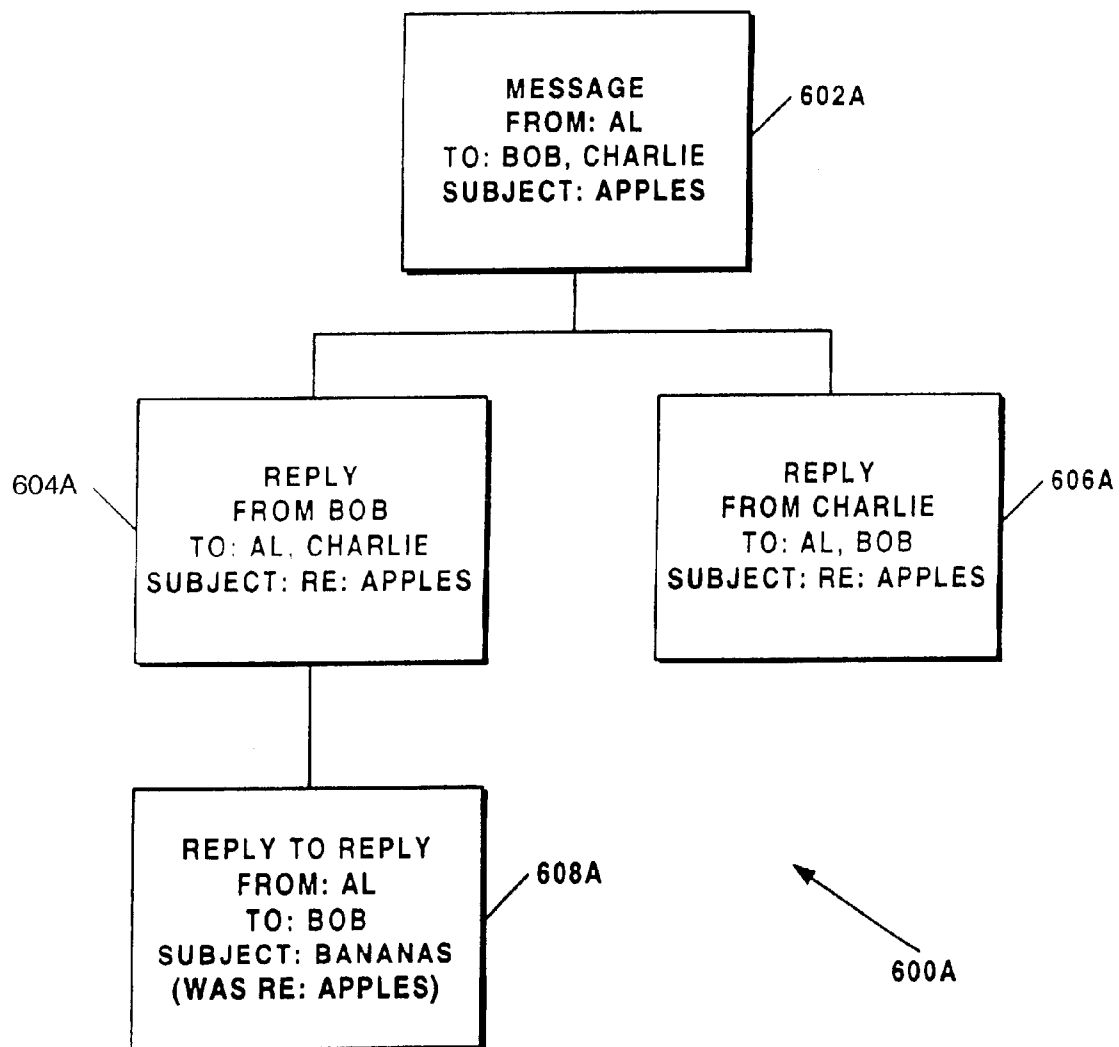 MESSAGE
FROM: AL
TO: BOB, CHARLIE
SUBJECT: APPLES
602A
604A
REPLY
FROM BOB
TO: AL, CHARLIE
SUBJECT: RE: APPLES
REPLY
FROM CHARLIE
TO: AL, BOB
SUBJECT: RE: APPLES
606A
REPLY TO REPLY
FROM: AL
TO: BOB
SUBJECT: BANANAS
(WAS RE: APPLES)
608A
600A